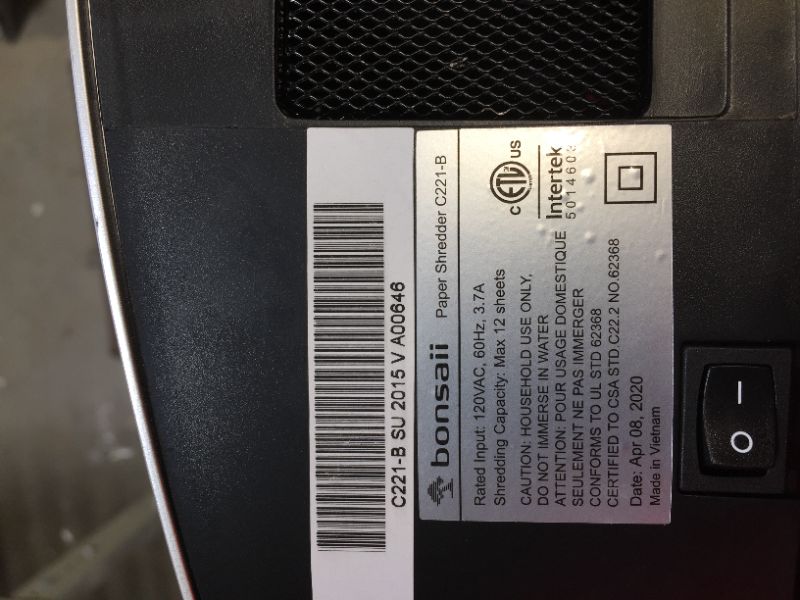 C221-B SU 2015 V A00646
bonsaii Paper Shredder C221-B
Rated Input: 120VAC, 60Hz, 3.7A
Shredding Capacity: Max 12 sheets
CAUTION: HOUSEHOLD USE ONLY,
DO NOT IMMERSE IN WATER
ATTENTION: POUR USAGE DOMESTIQUE
SEULEMENT NE PAS IMMERGER
CONFORMS TO UL STD 62368
CERTIFIED TO CSA STD.C22.2 NO.62368
Date: Apr 08, 2020
Made in Vietnam
C ETL US
Intertek
5014603
O –